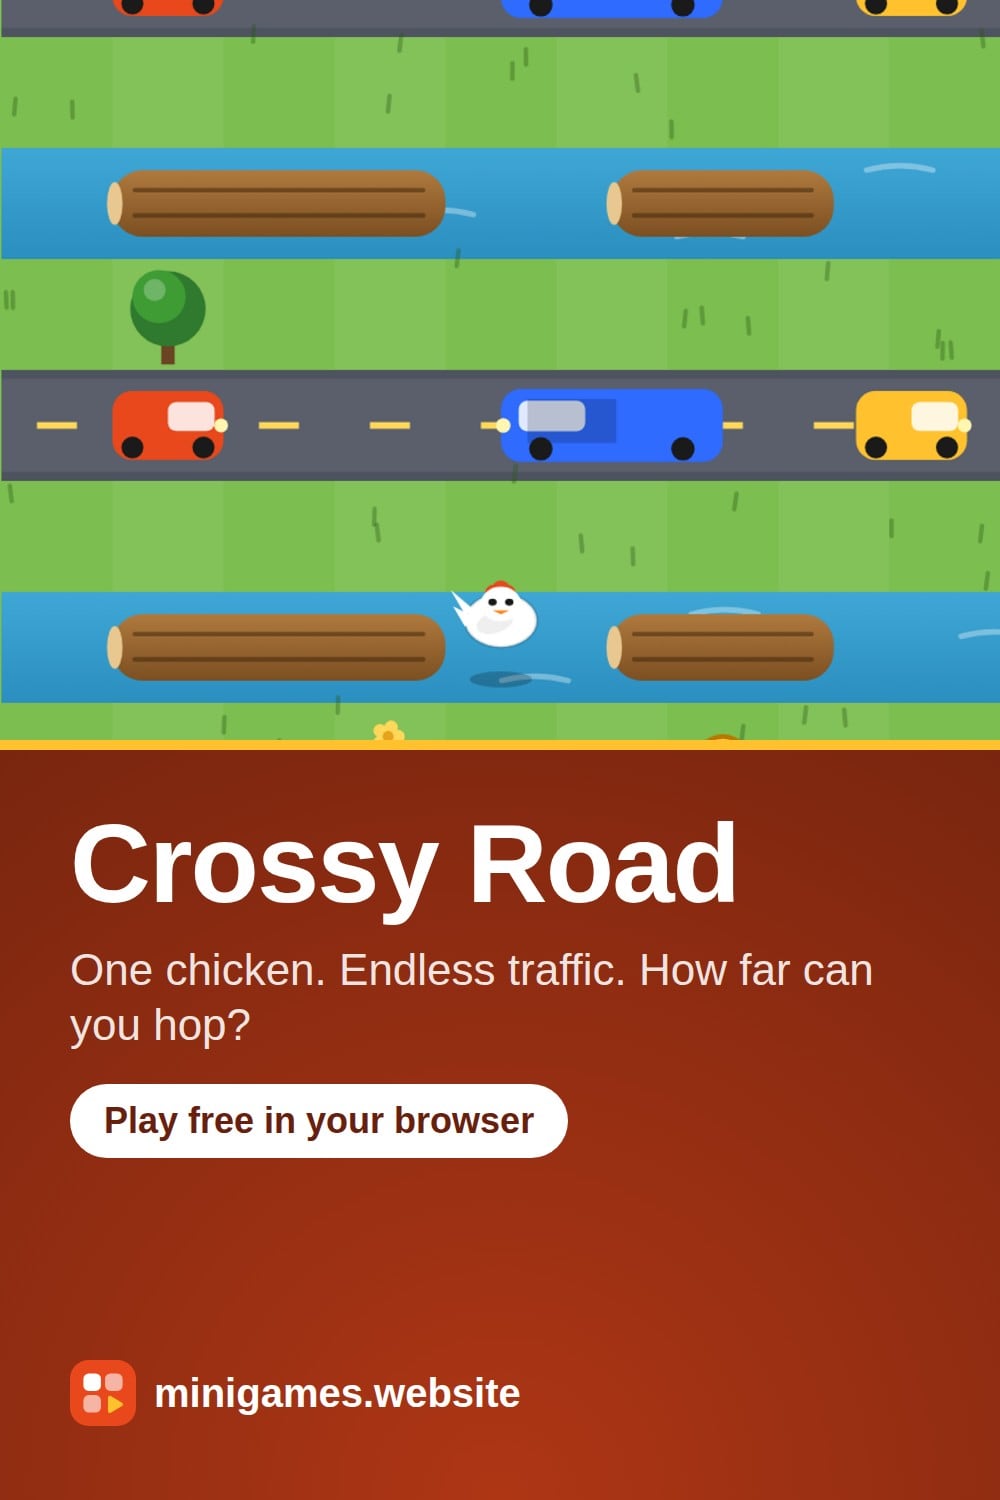 Crossy Road
One chicken. Endless traffic. How far can
you hop?
Play free in your browser
minigames.website